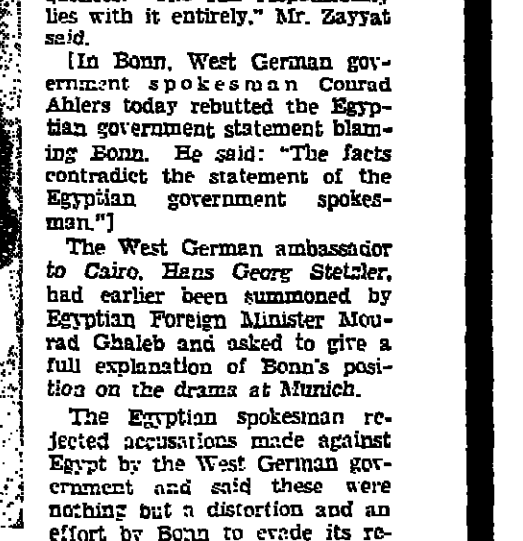 lies with it entirely." Mr. Zayyat
said.
[In Bonn, West German gov-
ernment spokesman Conrad
Ahlers today rebutted the Egyp-
tian government statement blam-
ing Bonn. He said: "The facts
contradict the statement of the
Egyptian government spokes-
man."]
The West German ambassador
to Cairo, Hans Georg Stetzler,
had earlier been summoned by
Egyptian Foreign Minister Mou-
rad Ghaleb and asked to give a
full explanation of Bonn's posi-
tion on the drama at Munich.
The Egyptian spokesman re-
jected accusations made against
Egypt by the West German gov-
ernment and said these were
nothing but a distortion and an
effort by Bonn to evade its re-